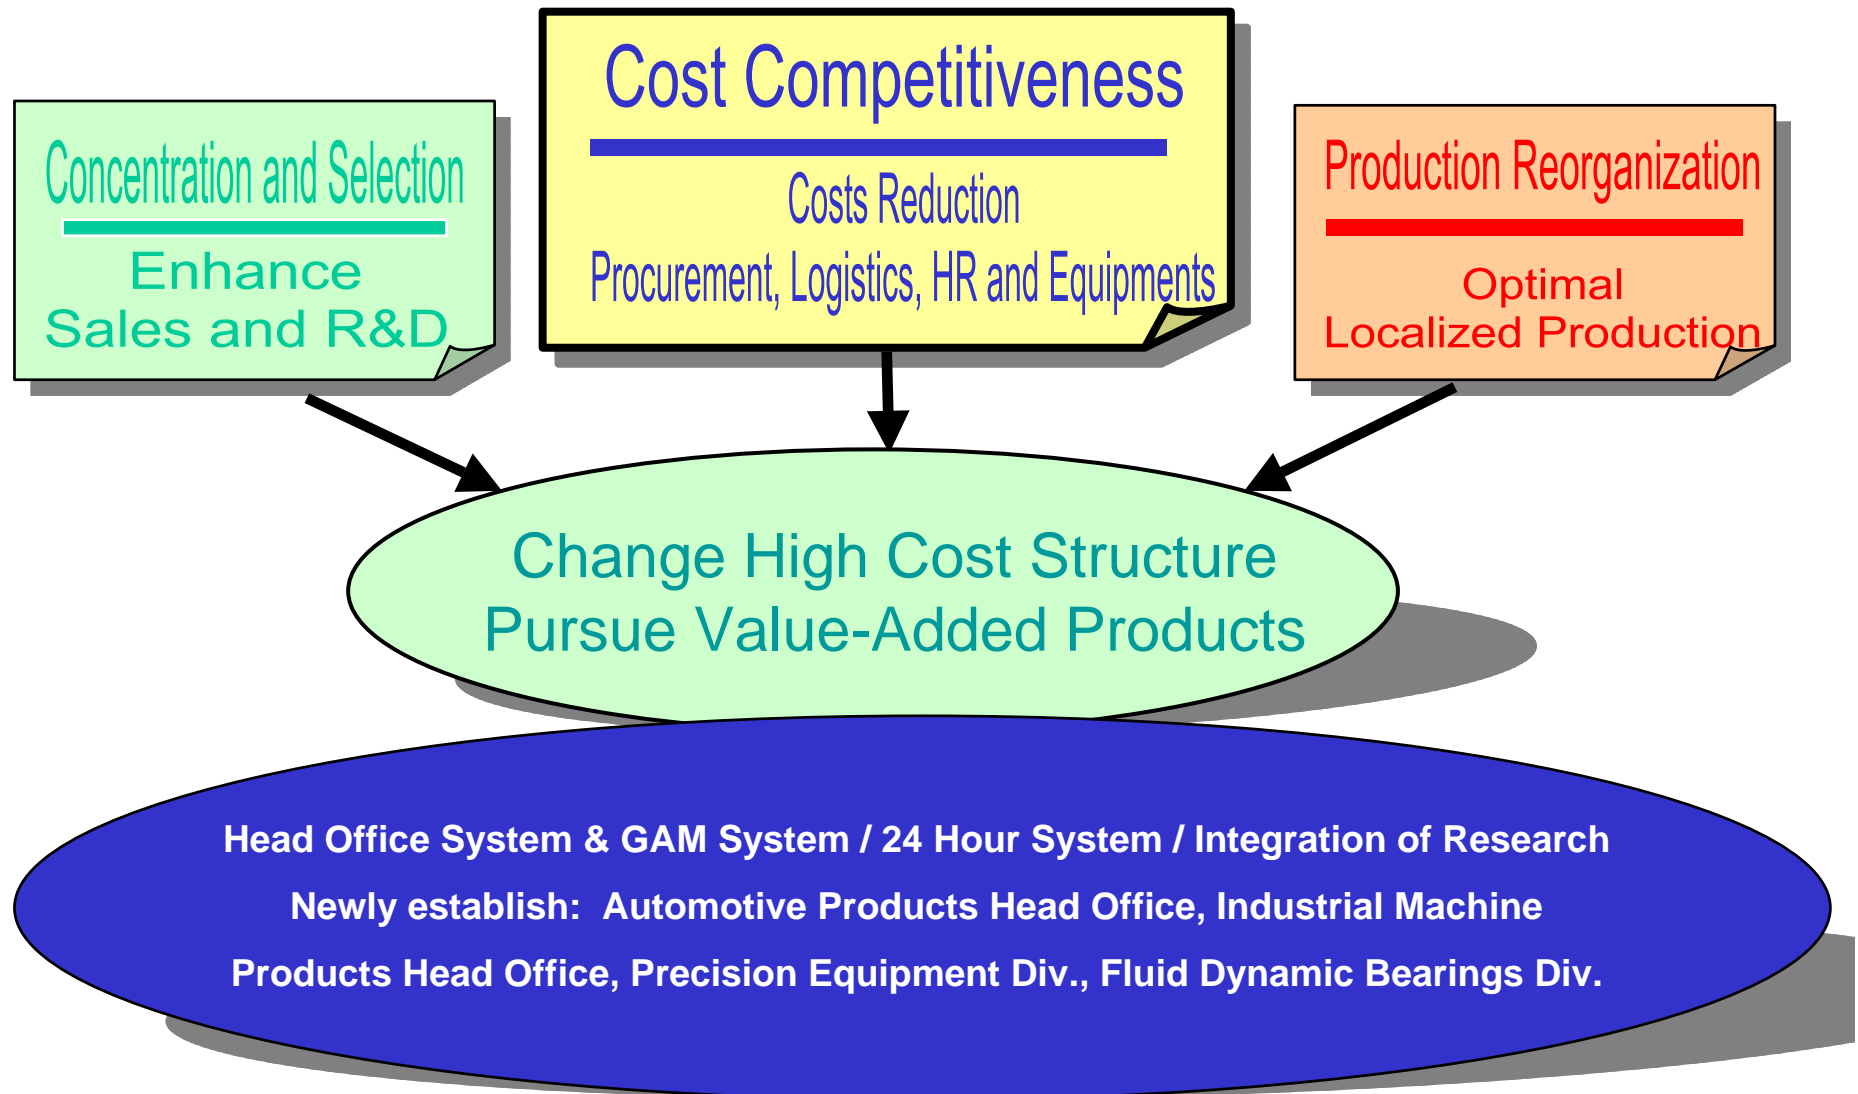 Concentration and Selection
Enhance
Sales and R&D
Cost Competitiveness
Costs Reduction
Procurement, Logistics, HR and Equipments
Production Reorganization
Optimal
Localized Production
Change High Cost Structure
Pursue Value-Added Products
Head Office System & GAM System / 24 Hour System / Integration of Research
Newly establish:  Automotive Products Head Office, Industrial Machine
Products Head Office, Precision Equipment Div., Fluid Dynamic Bearings Div.